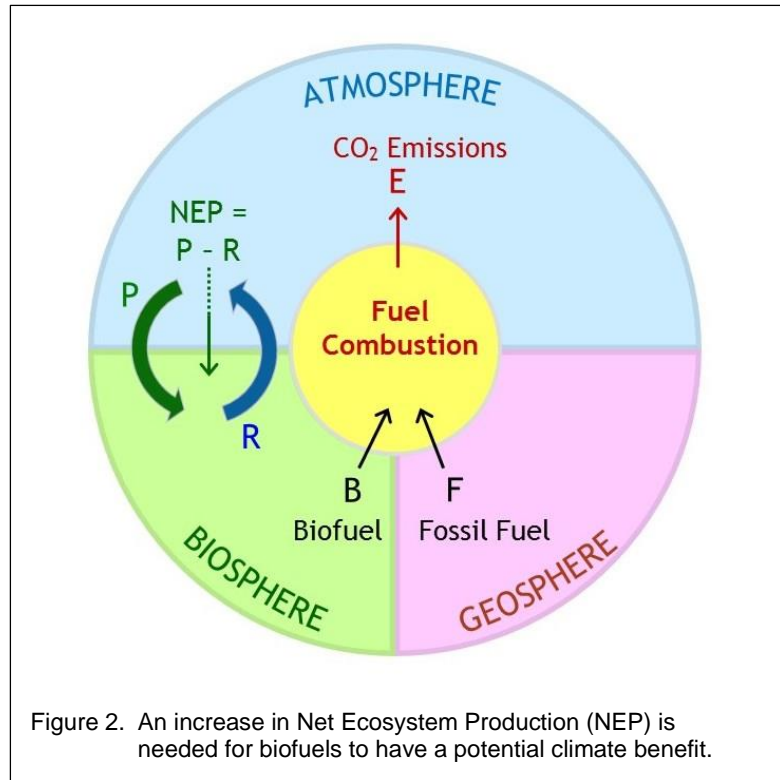 ATMOSPHERE
CO₂ Emissions
E
NEP =
P - R
P
Fuel
Combustion
R
B
F
Biofuel
Fossil Fuel
BIOSPHERE
GEOSPHERE
Figure 2. An increase in Net Ecosystem Production (NEP) is
needed for biofuels to have a potential climate benefit.